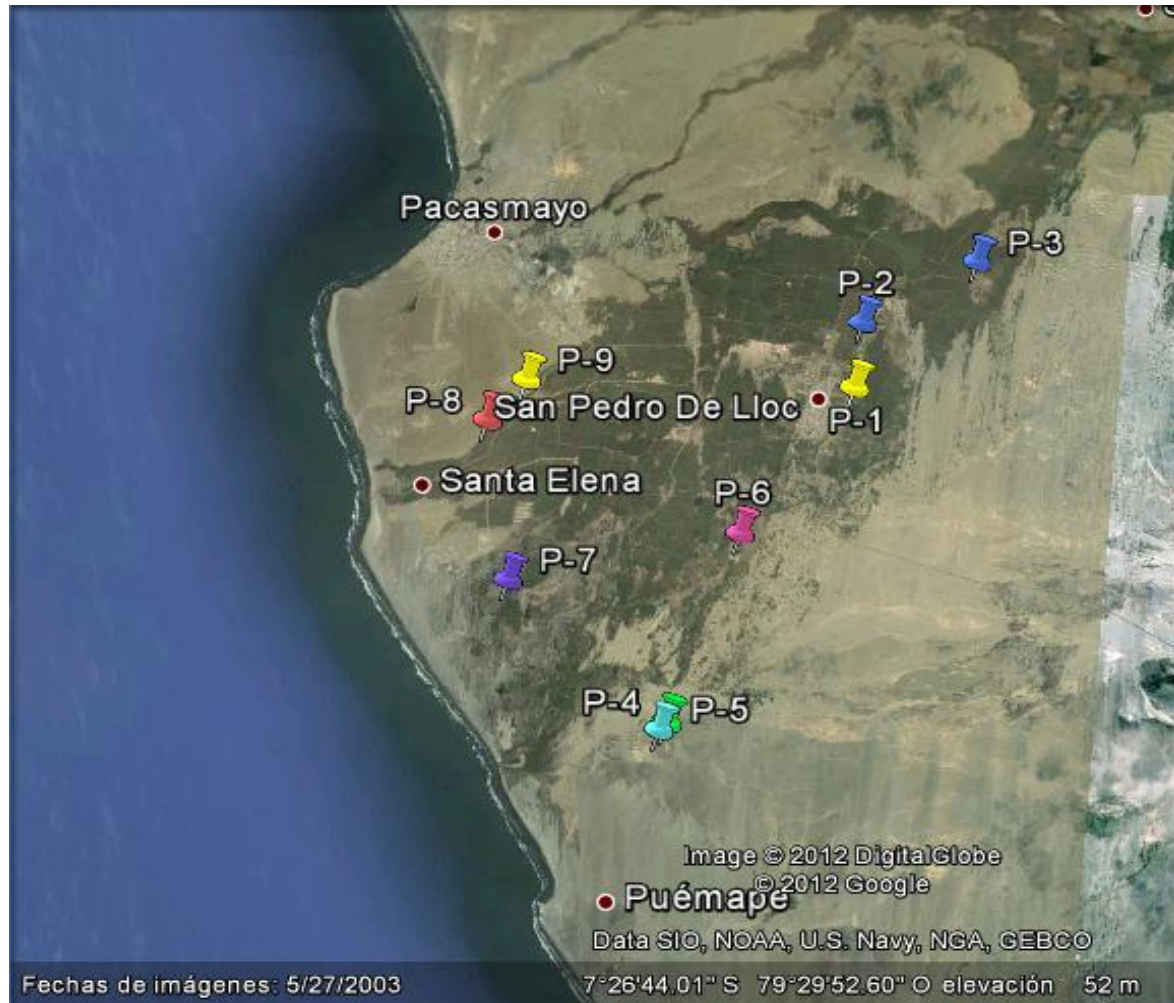 Pacasmayo
P-3
P-2
P-9
P-8
San Pedro De Lloc
P-1
Santa Elena
P-6
P-7
P-4
P-5
Image © 2012 DigitalGlobe
© 2012 Google
Puémape
Data SIO, NOAA, U.S. Navy, NGA, GEBCO
Fechas de imágenes: 5/27/2003
7°26'44.01" S 79°29'52.60" O elevación 52 m